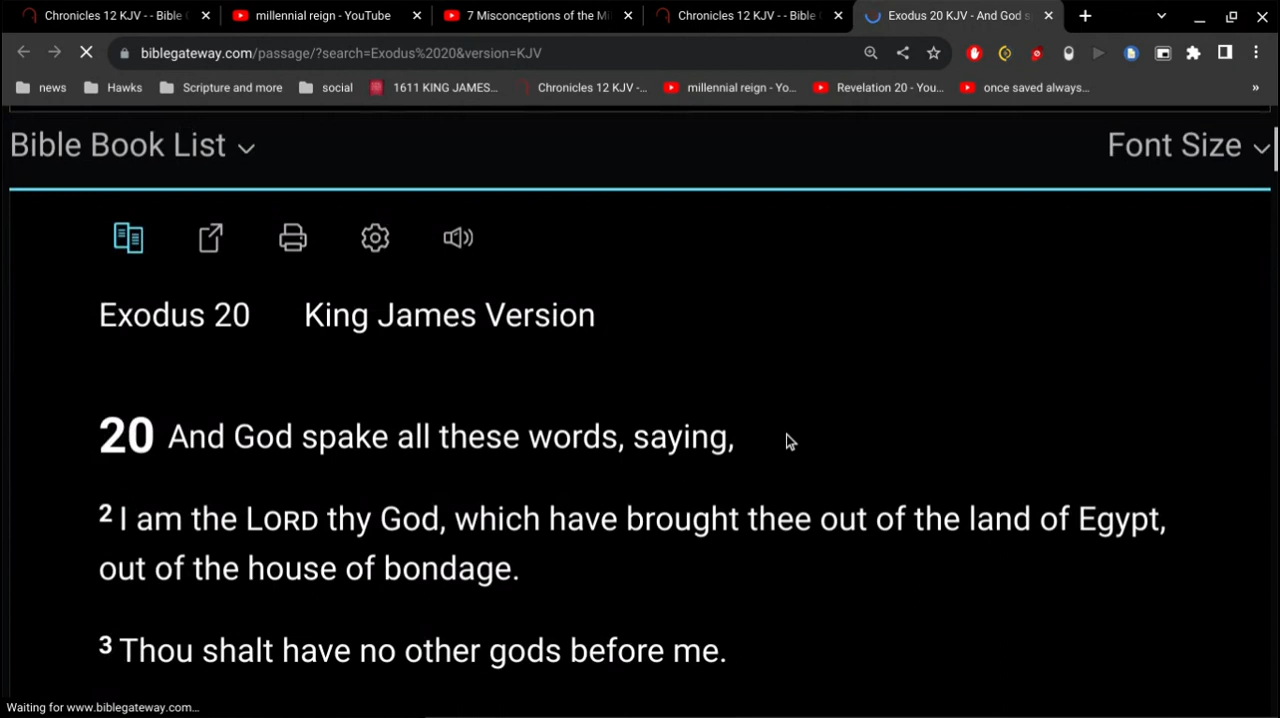 Chronicles 12 KJV - - Bible
millennial reign - YouTube
7 Misconceptions of the Mi
Chronicles 12 KJV - - Bible
Exodus 20 KJV - And God s
biblegateway.com/passage/?search=Exodus%2020&version=KJV
news
Hawks
Scripture and more
social
1611 KING JAMES...
Chronicles 12 KJV -...
millennial reign - Yo...
Revelation 20 - You...
once saved always...
»
Bible Book List
Font Size
Exodus 20 King James Version
20 And God spake all these words, saying,
2 I am the LORD thy God, which have brought thee out of the land of Egypt,
out of the house of bondage.
3 Thou shalt have no other gods before me.
Waiting for www.biblegateway.com...